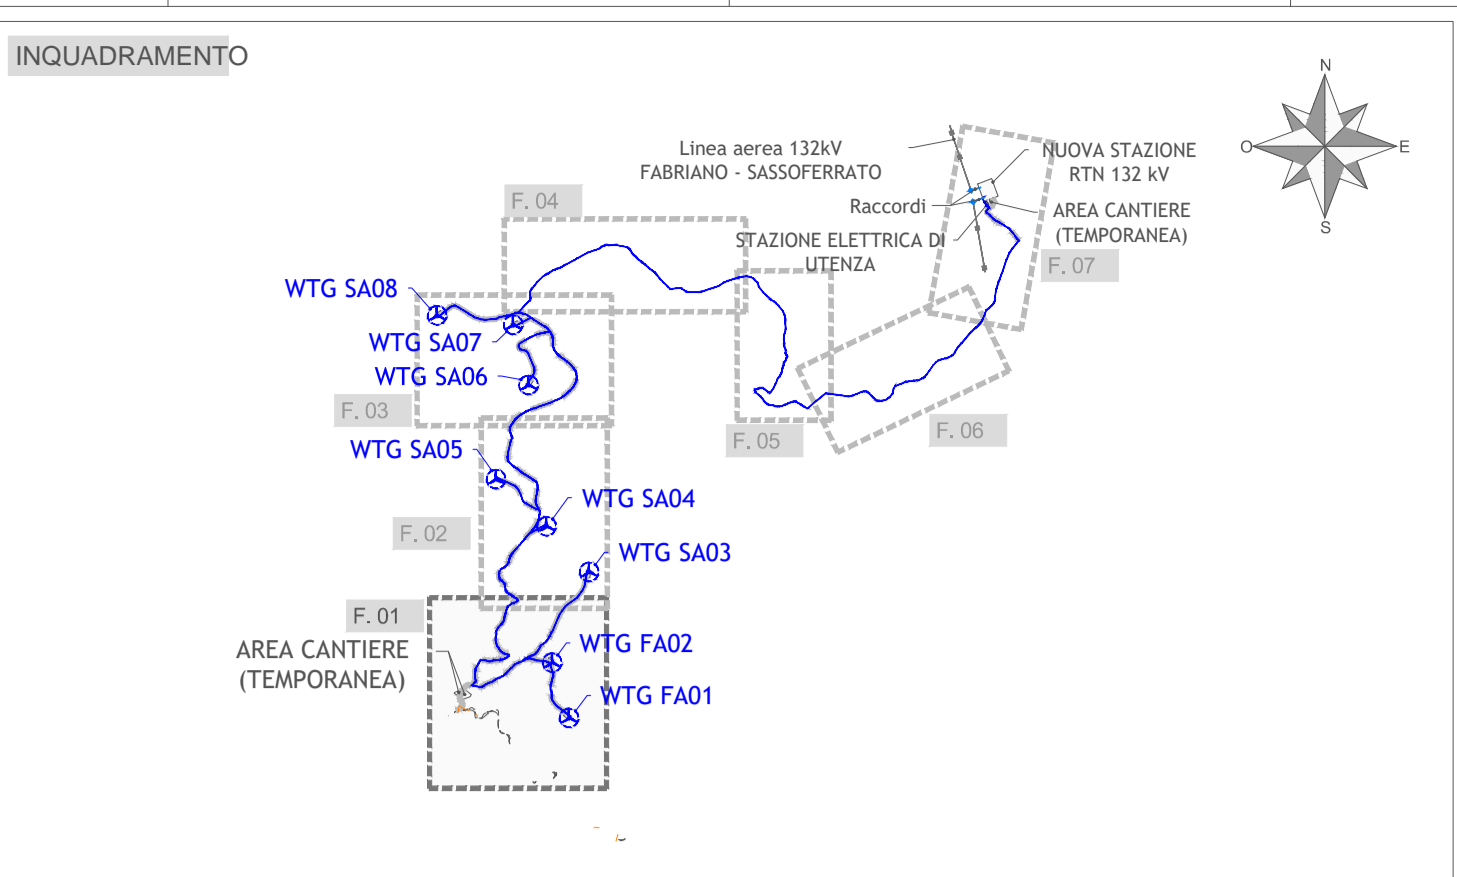 INQUADRAMENTO
N
O
E
S
Linea aerea 132kV
FABRIANO - SASSOFERRATO
NUOVA STAZIONE
RTN 132 kV
Raccordi
AREA CANTIERE
(TEMPORANEA)
STAZIONE ELETTRICA DI
UTENZA
F. 04
F. 07
WTG SA08
WTG SA07
WTG SA06
F. 03
F. 05
F. 06
WTG SA05
WTG SA04
F. 02
WTG SA03
F. 01
AREA CANTIERE
(TEMPORANEA)
WTG FA02
WTG FA01